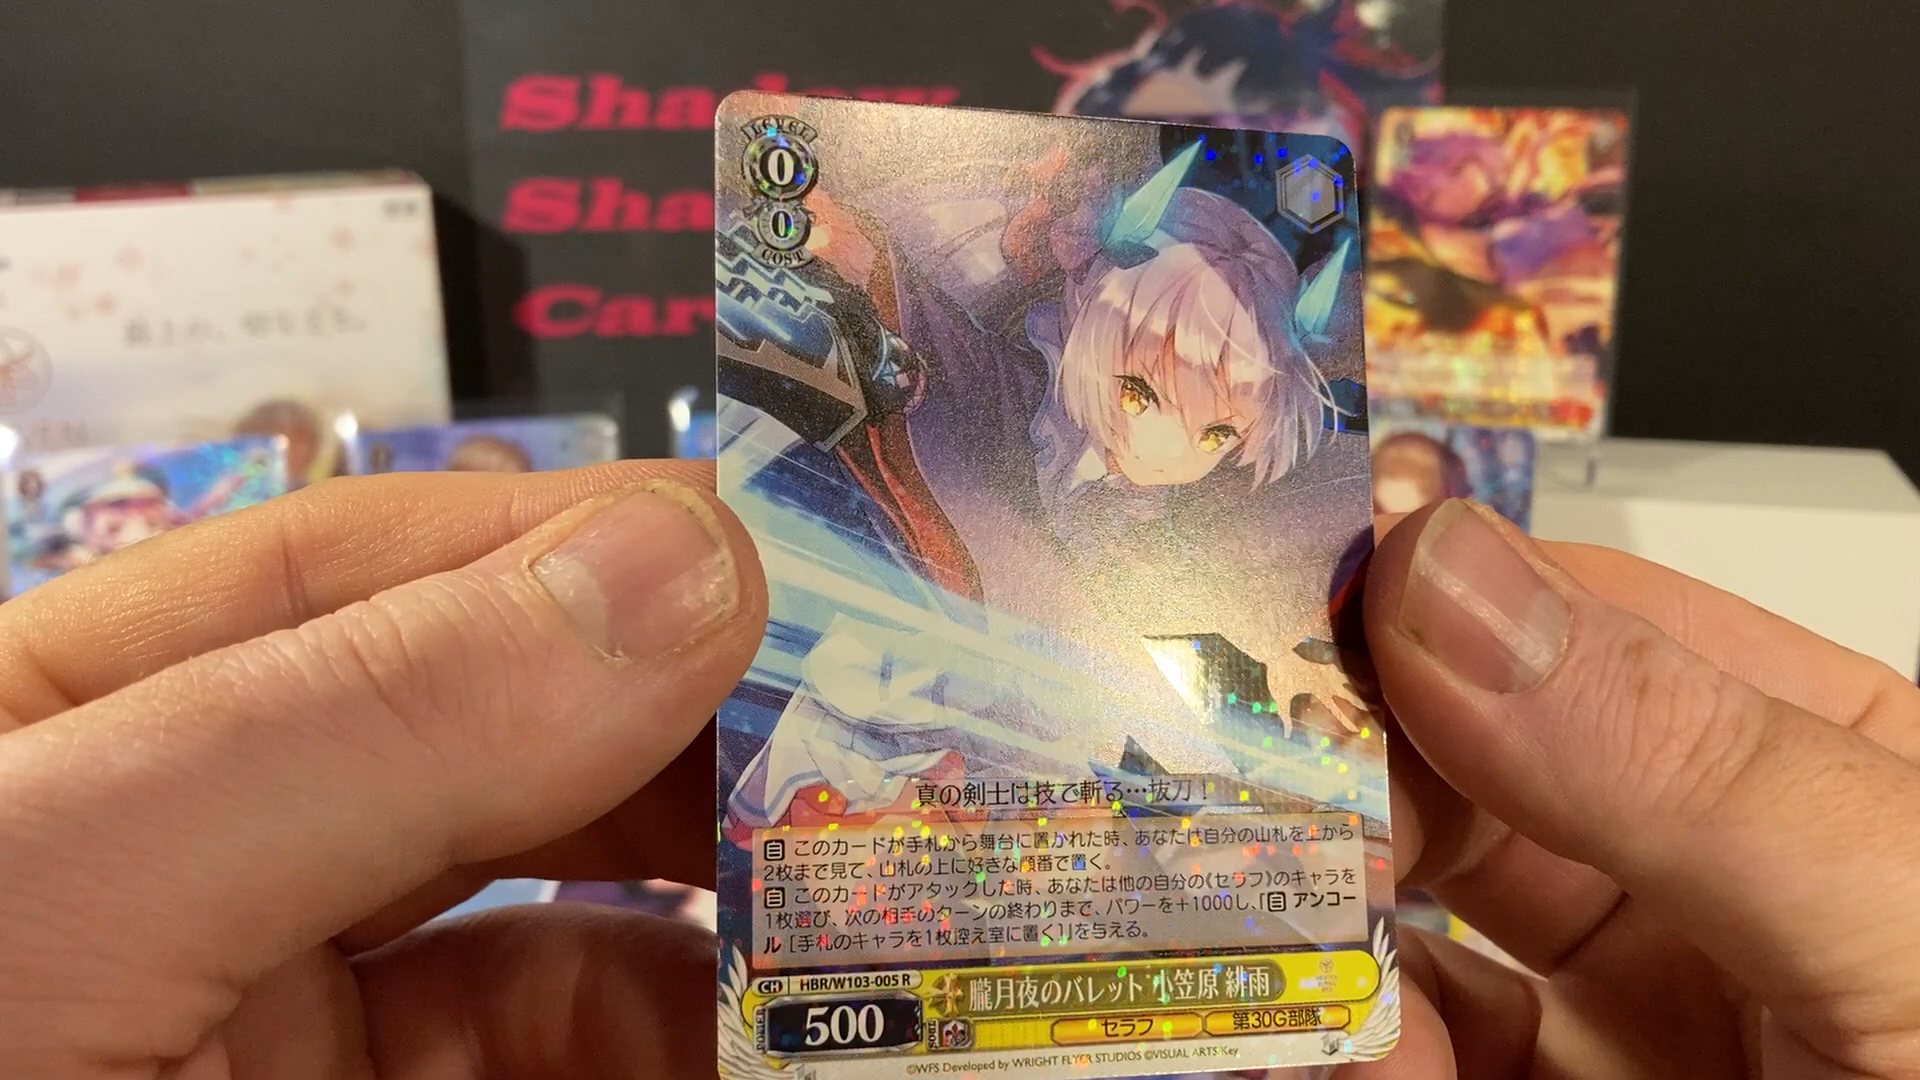 Shadow
Sha
Car
LEVEL
0
0
COST
真の剣士は技で斬る…抜刀！
自 このカードが手札から舞台に置かれた時、あなたは自分の山札を上から
2枚まで見て、山札の上に好きな順番で置く。
自 このカードがアタックした時、あなたは他の自分の《セラフ》のキャラを
1枚選び、次の相手のターンの終わりまで、パワーを＋1000し、『自 アンコー
ル ［手札のキャラを1枚控え室に置く］』を与える。
CH HBR/W103-005 R
朧月夜のバレット 小笠原 緋雨
POWER 500 SOUL
セラフ 第30G部隊
©WFS Developed by WRIGHT FLYER STUDIOS ©VISUAL ARTS/Key